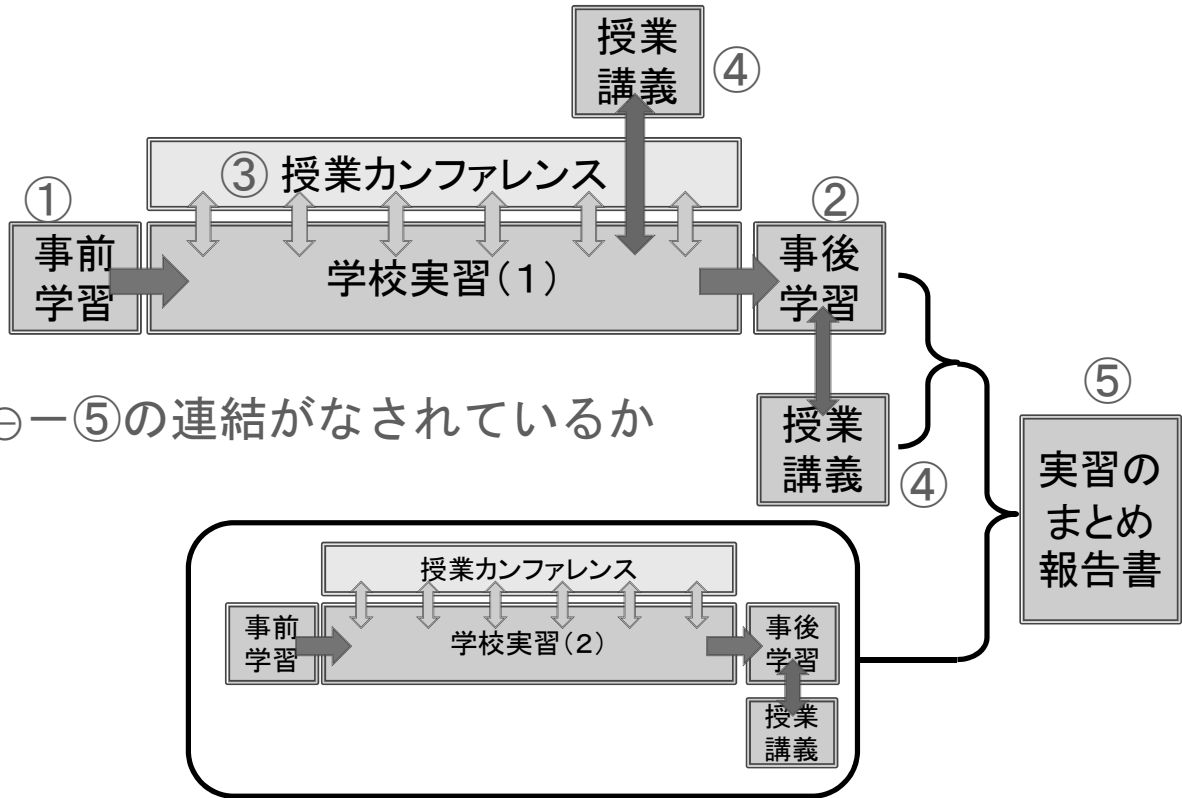 授業
講義
④
③ 授業カンファレンス
①
②
事前
学習
学校実習(1)
事後
学習
ー⑤の連結がなされているか
授業
講義
④
⑤
実習の
まとめ
報告書
授業カンファレンス
事前
学習
学校実習(2)
事後
学習
授業
講義